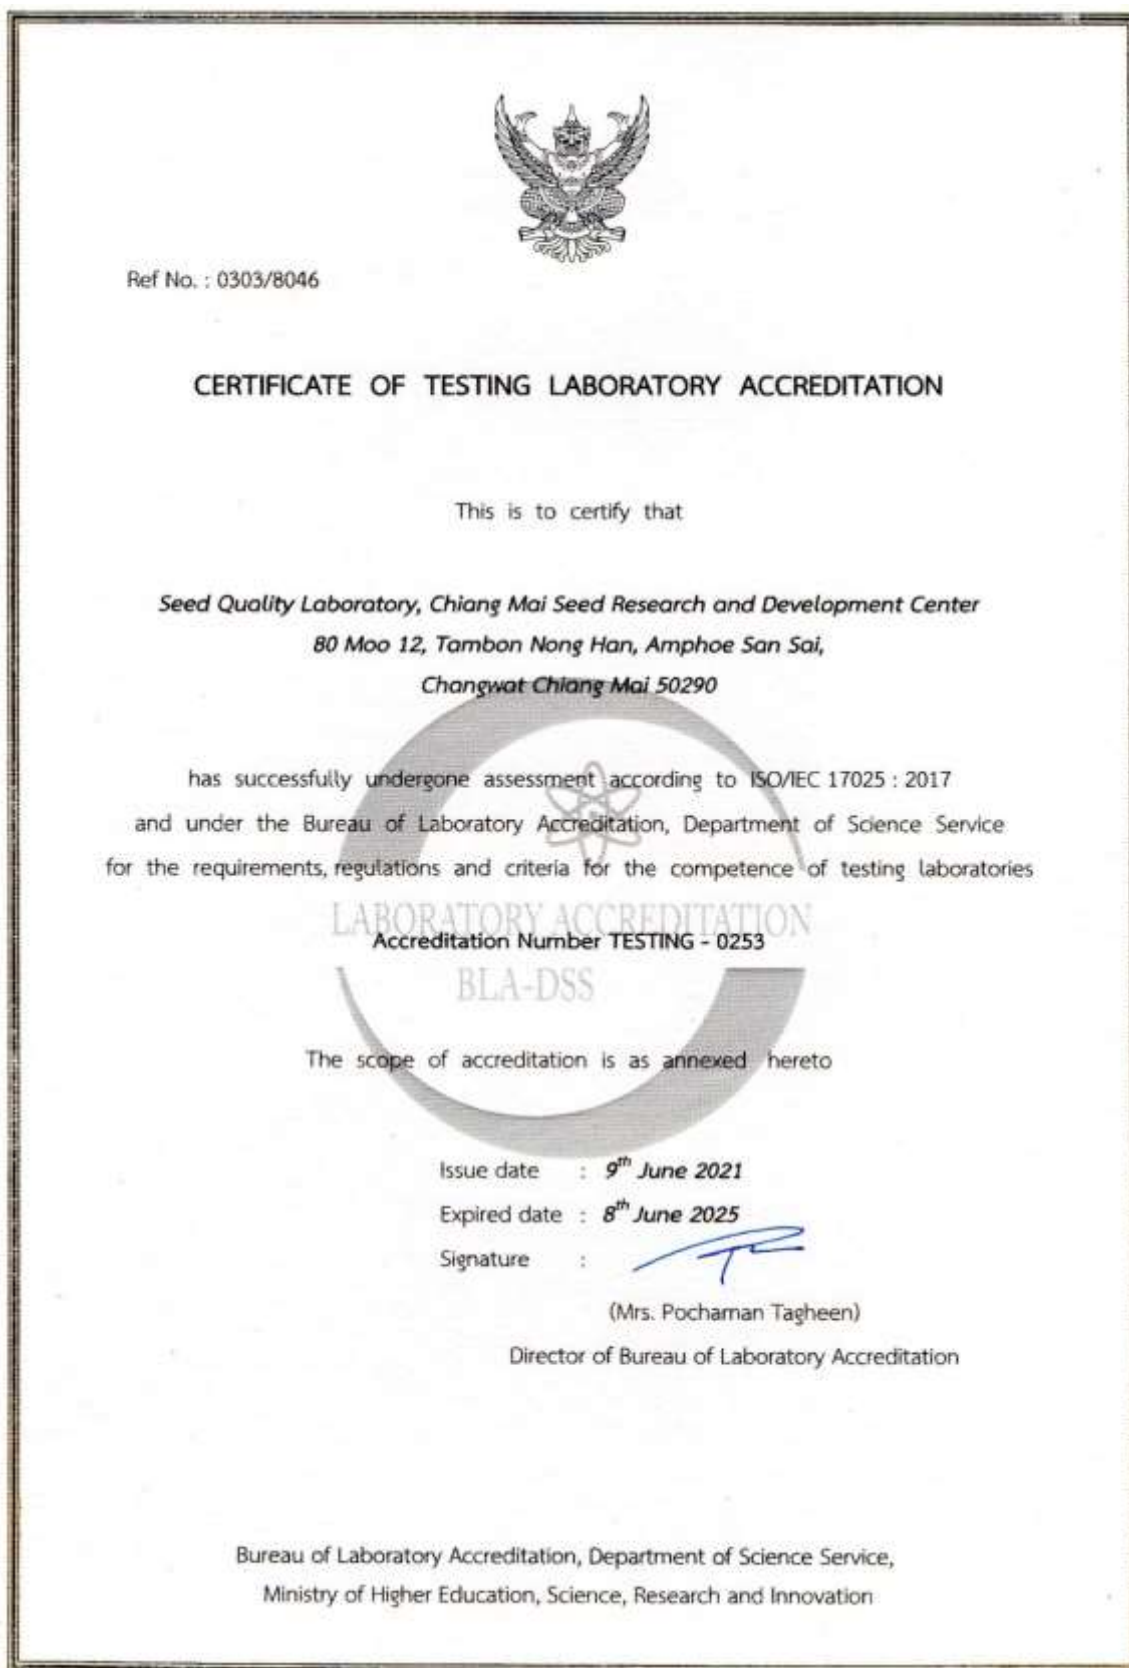 Ref No. : 0303/8046
CERTIFICATE OF TESTING LABORATORY ACCREDITATION
This is to certify that
Seed Quality Laboratory, Chiang Mai Seed Research and Development Center
80 Moo 12, Tambon Nong Han, Amphoe San Sai,
Changwat Chiang Mai 50290
has successfully undergone assessment according to ISO/IEC 17025 : 2017
and under the Bureau of Laboratory Accreditation, Department of Science Service
for the requirements, regulations and criteria for the competence of testing laboratories
LABORATORY ACCREDITATION
Accreditation Number TESTING - 0253
BLA-DSS
The scope of accreditation is as annexed hereto
Issue date : 9th June 2021
Expired date : 8th June 2025
Signature :
(Mrs. Pochaman Tagheen)
Director of Bureau of Laboratory Accreditation
Bureau of Laboratory Accreditation, Department of Science Service,
Ministry of Higher Education, Science, Research and Innovation